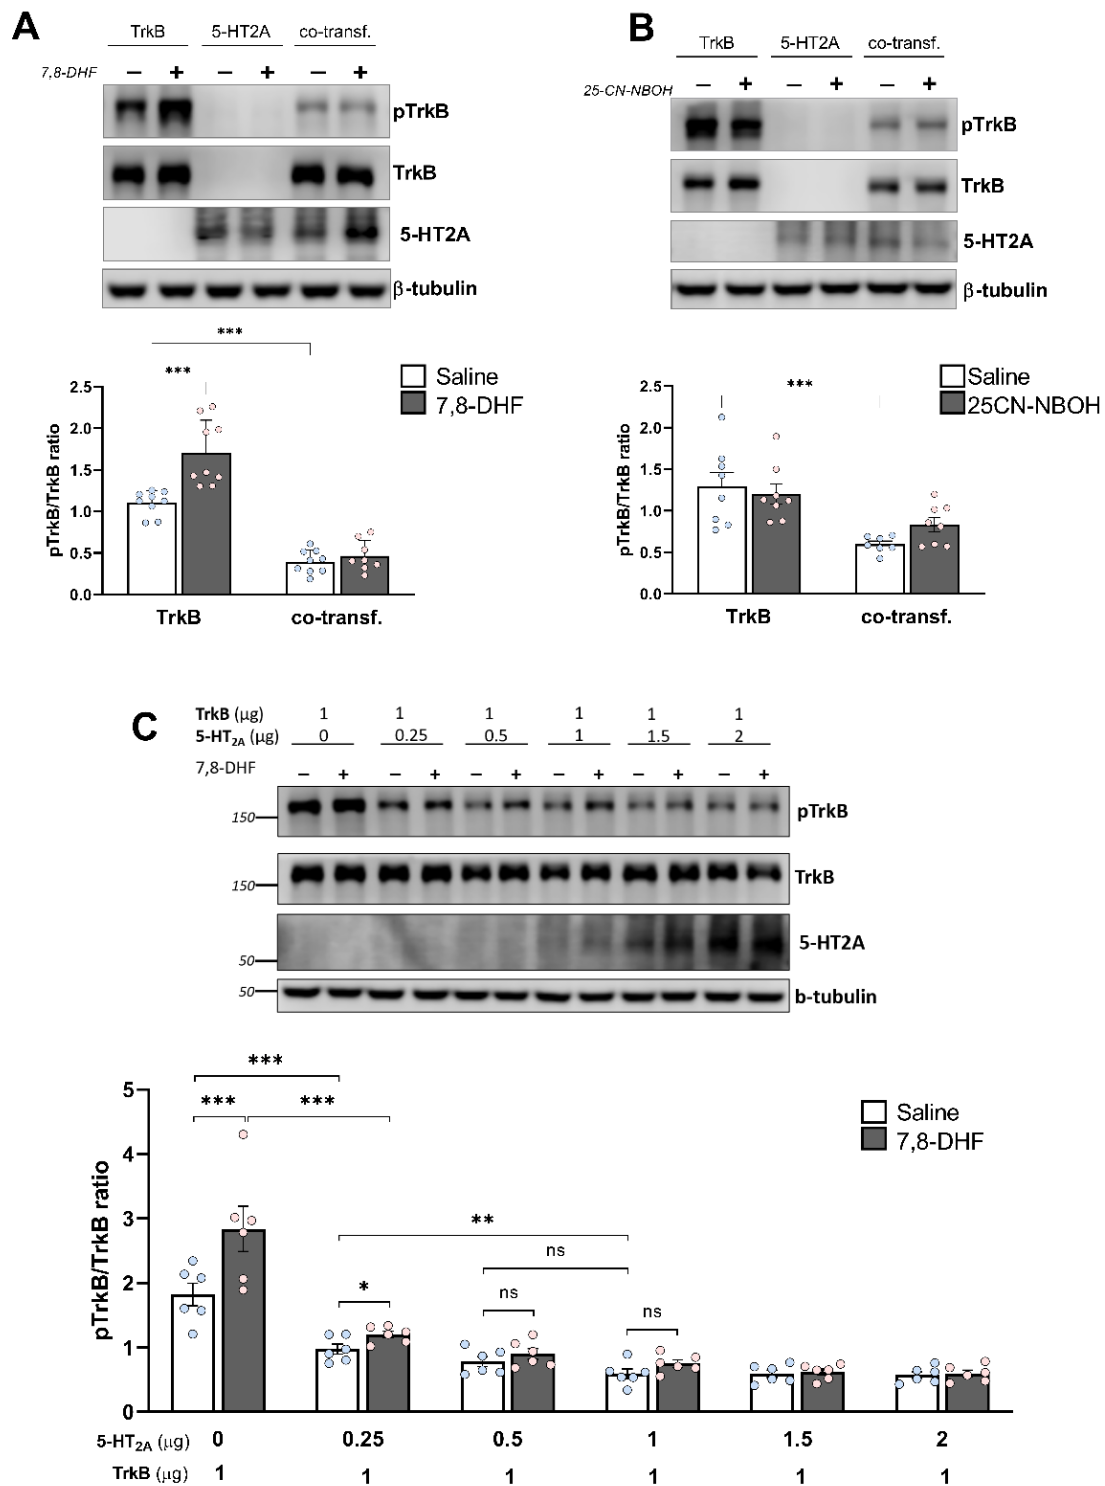 A
TrkB 5-HT2A co-transf.
7,8-DHF − + − + − +
pTrkB
TrkB
5-HT2A
β-tubulin
***
***
Saline
7,8-DHF
pTrkB/TrkB ratio
2.5
2.0
1.5
1.0
0.5
0.0
TrkB co-transf.
B
TrkB 5-HT2A co-transf.
25-CN-NBOH − + − + − +
pTrkB
TrkB
5-HT2A
β-tubulin
***
Saline
25CN-NBOH
pTrkB/TrkB ratio
2.5
2.0
1.5
1.0
0.5
0.0
TrkB co-transf.
C
TrkB (μg) 1 1 1 1 1 1
5-HT2A (μg) 0 0.25 0.5 1 1.5 2
7,8-DHF − + − + − + − + − + − +
150 pTrkB
150 TrkB
5-HT2A
50
50 b-tubulin
***
*** ***
**
ns
* ns ns
Saline
7,8-DHF
pTrkB/TrkB ratio
5
4
3
2
1
0
5-HT2A (μg) 0 0.25 0.5 1 1.5 2
TrkB (μg) 1 1 1 1 1 1